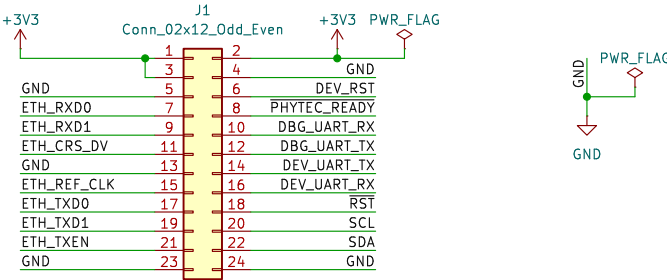 J1
+3V3
Conn_02x12_Odd_Even
+3V3
PWR_FLAG
1 2
3 4 GND
GND 5 6 DEV_RST
ETH_RXD0 7 8 PHYTEC_READY
ETH_RXD1 9 10 DBG_UART_RX
ETH_CRS_DV 11 12 DBG_UART_TX
GND 13 14 DEV_UART_TX
ETH_REF_CLK 15 16 DEV_UART_RX
ETH_TXD0 17 18 RST
ETH_TXD1 19 20 SCL
ETH_TXEN 21 22 SDA
GND 23 24 GND
PWR_FLAG
GND
GND